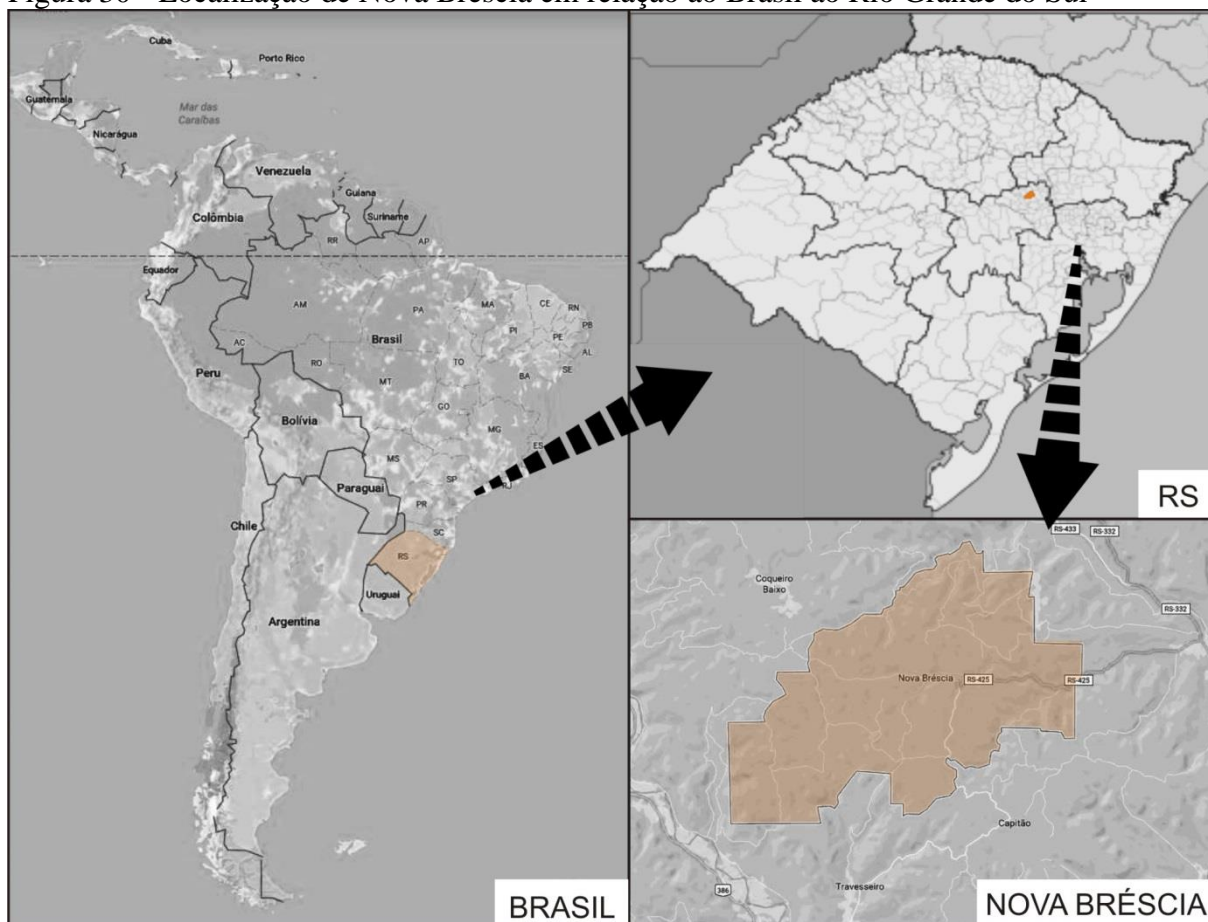 Figura 50 - Localização de Nova Bréscia em relação ao Brasil ao Rio Grande do Sul
Cuba
Porto Rico
Guatemala
Mar das
Caraíbas
Nicarágua
Venezuela
Guiana
Colômbia
Suriname
RR
AP
Equador
AM
PA
MA
CE
RN
PB
PI
PE
AL
SE
AC
Brasil
TO
RO
BA
Peru
MT
GO
Bolívia
MG
ES
MS
SP
RJ
Paraguai
PR
Chile
SC
RS
Uruguai
Argentina
BRASIL
RS
RS-433
RS-332
Coqueiro
Baixo
RS-332
Nova Bréscia
RS-425
RS-425
Capitão
Travesseiro
386
NOVA BRÉSCIA